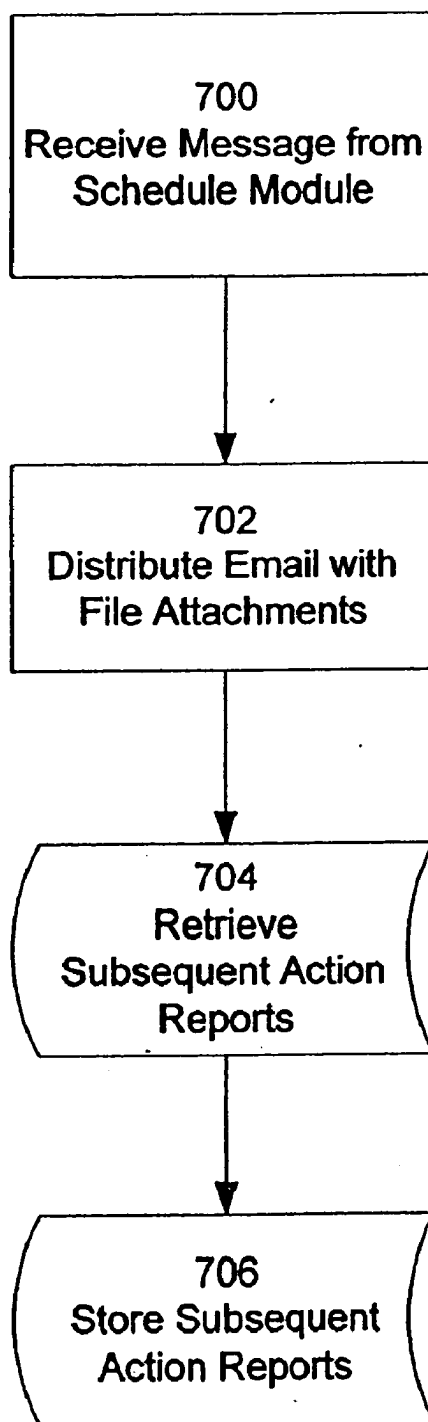 700
Receive Message from
Schedule Module
702
Distribute Email with
File Attachments
704
Retrieve
Subsequent Action
Reports
706
Store Subsequent
Action Reports